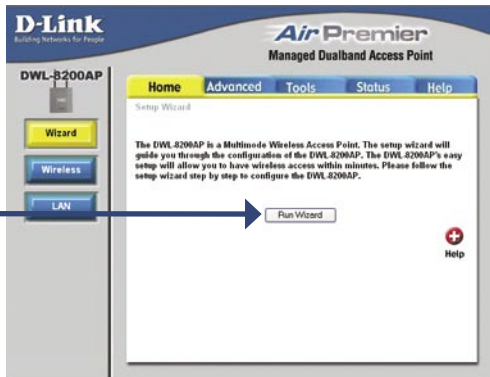 D-Link
Building Networks for People
Air Premier
Managed Dualband Access Point
DWL-8200AP
Home Advanced Tools Status Help
Setup Wizard
Wizard
The DWL-8200AP is a Multimode Wireless Access Point. The setup wizard will
guide you through the configuration of the DWL-8200AP. The DWL-8200AP's easy
setup will allow you to have wireless access within minutes. Please follow the
setup wizard step by step to configure the DWL-8200AP.
Wireless
LAN
Run Wizard
Help